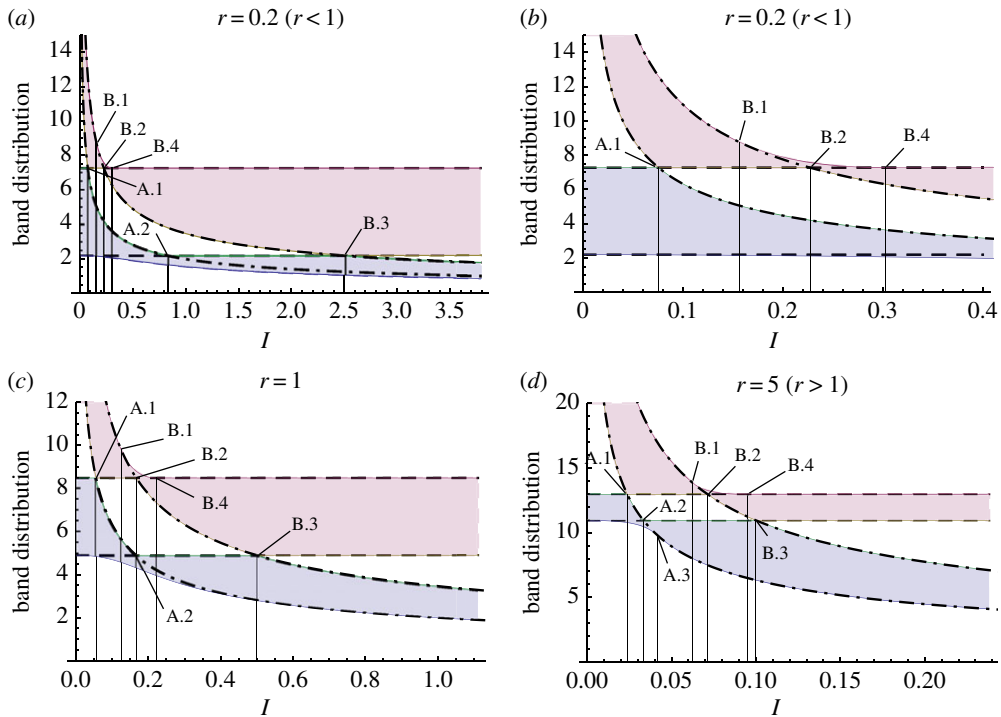 (a) r = 0.2 (r < 1)
band distribution
14
12
10
8
6
4
2
0
0.5
1.0
1.5
2.0
2.5
3.0
3.5
I
B.1
B.2
B.4
A.1
A.2
B.3
(b) r = 0.2 (r < 1)
band distribution
14
12
10
8
6
4
2
0
0.1
0.2
0.3
0.4
I
B.1
A.1
B.2
B.4
(c) r = 1
band distribution
12
10
8
6
4
2
0.0
0.2
0.4
0.6
0.8
1.0
I
A.1
B.1
B.2
B.4
B.3
A.2
(d) r = 5 (r > 1)
band distribution
20
15
10
5
0.00
0.05
0.10
0.15
0.20
I
A.1
B.1
B.2
B.4
A.2
B.3
A.3